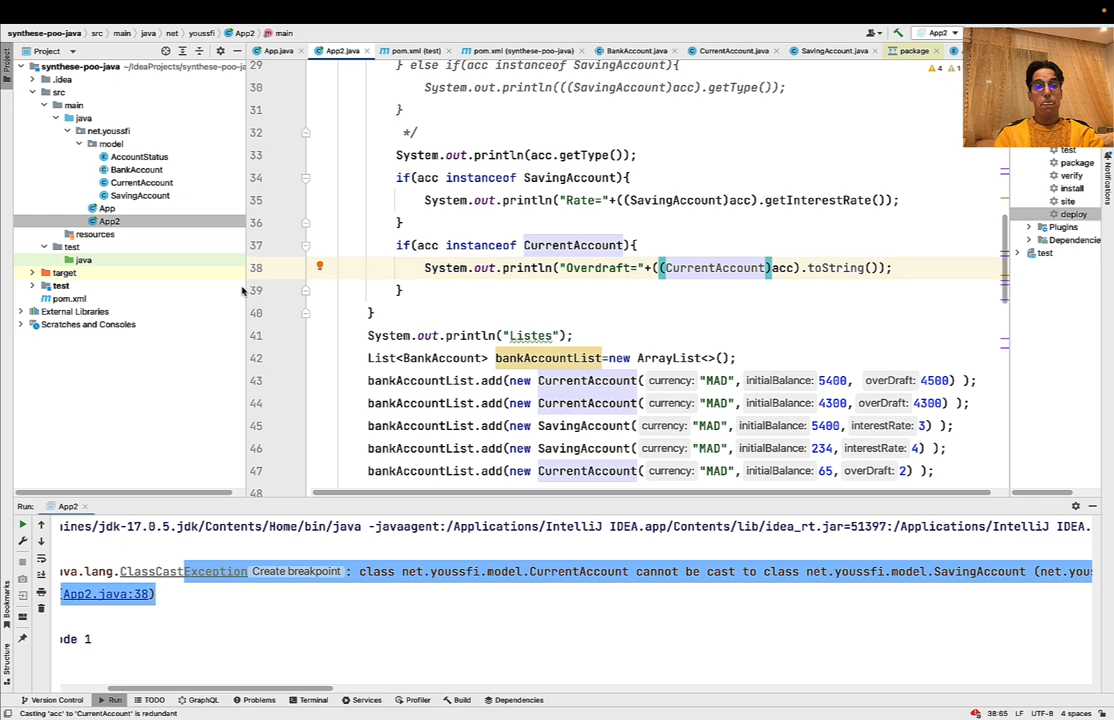 synthese-poo-java > src > main > java > net > youssfi > App2 > main
App2
Project
App.java × App2.java × pom.xml (test) × pom.xml (synthese-poo-java) × BankAccount.java × CurrentAccount.java × SavingAccount.java × package ×
synthese-poo-java ~/IdeaProjects/synthese-poo-ja
.idea
src
main
java
net.youssfi
model
AccountStatus
BankAccount
CurrentAccount
SavingAccount
App
App2
resources
test
java
target
test
pom.xml
External Libraries
Scratches and Consoles
29 } else if(acc instanceof SavingAccount){
30 System.out.println(((SavingAccount)acc).getType());
31 }
32 */
33 System.out.println(acc.getType());
34 if(acc instanceof SavingAccount){
35 System.out.println("Rate="+((SavingAccount)acc).getInterestRate());
36 }
37 if(acc instanceof CurrentAccount){
38 System.out.println("Overdraft="+((CurrentAccount)acc).toString());
39 }
40 }
41 System.out.println("Listes");
42 List<BankAccount> bankAccountList=new ArrayList<>();
43 bankAccountList.add(new CurrentAccount( currency: "MAD", initialBalance: 5400, overDraft: 4500) );
44 bankAccountList.add(new CurrentAccount( currency: "MAD", initialBalance: 4300, overDraft: 4300) );
45 bankAccountList.add(new SavingAccount( currency: "MAD", initialBalance: 5400, interestRate: 3) );
46 bankAccountList.add(new SavingAccount( currency: "MAD", initialBalance: 234, interestRate: 4) );
47 bankAccountList.add(new CurrentAccount( currency: "MAD", initialBalance: 65, overDraft: 2) );
48
4 1
test
package
verify
install
site
deploy
Plugins
Dependencie
test
Project
Notifications
Run: App2 ×
ines/jdk-17.0.5.jdk/Contents/Home/bin/java -javaagent:/Applications/IntelliJ IDEA.app/Contents/lib/idea_rt.jar=51397:/Applications/IntelliJ IDEA.
va.lang.ClassCastException Create breakpoint : class net.youssfi.model.CurrentAccount cannot be cast to class net.youssfi.model.SavingAccount (net.you
App2.java:38)
de 1
Bookmarks
Structure
Version Control Run TODO GraphQL Problems Terminal Services Profiler Build Dependencies
Casting 'acc' to 'CurrentAccount' is redundant
38:65 LF UTF-8 4 spaces